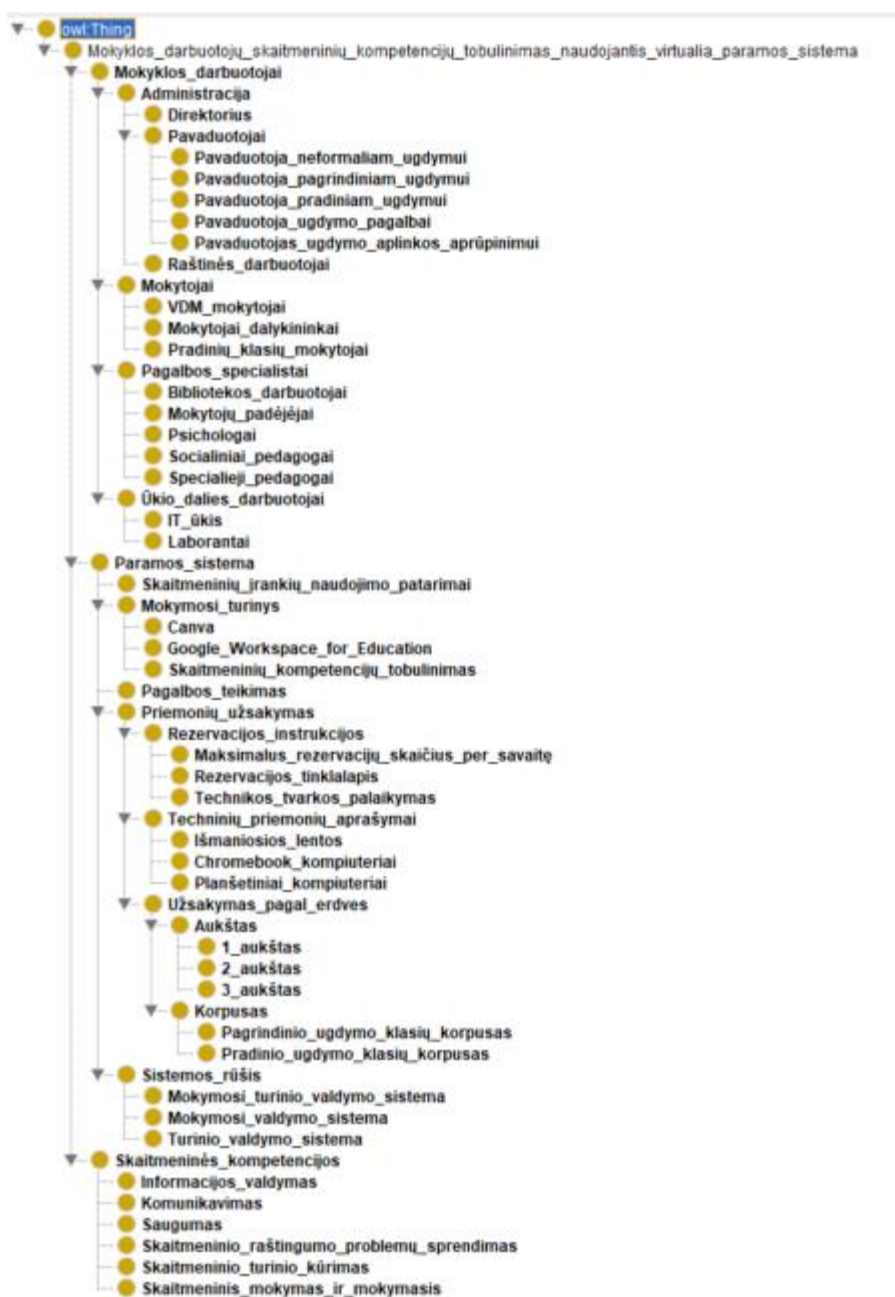 owl:Thing
Mokyklos_darbuotojų_skaitmeninių_kompetencijų_tobulinimas_naudojantis_virtualia_paramos_sistema
Mokyklos_darbuotojai
Administracija
Direktorius
Pavaduotojai
Pavaduotoja_neformaliam_ugdymui
Pavaduotoja_pagrindiniam_ugdymui
Pavaduotoja_pradiniam_ugdymui
Pavaduotoja_ugdymo_pagalbai
Pavaduotojas_ugdymo_aplinkos_aprūpinimui
Raštinės_darbuotojai
Mokytojai
VDM_mokytojai
Mokytojai_dalykininkai
Pradinių_klasių_mokytojai
Pagalbos_specialistai
Bibliotekos_darbuotojai
Mokytojų_padėjėjai
Psichologai
Socialiniai_pedagogai
Specialieji_pedagogai
Ūkio_dalies_darbuotojai
IT_ūkis
Laborantai
Paramos_sistema
Skaitmeninių_įrankių_naudojimo_patarimai
Mokymosi_turinys
Canva
Google_Workspace_for_Education
Skaitmeninių_kompetencijų_tobulinimas
Pagalbos_teikimas
Priemonių_užsakymas
Rezervacijos_instrukcijos
Maksimalus_rezervacijų_skaičius_per_savaitę
Rezervacijos_tinklalapis
Technikos_tvarkos_palaikymas
Techninių_priemonių_aprašymai
Išmaniosios_lentos
Chromebook_kompiuteriai
Planšetiniai_kompiuteriai
Užsakymas_pagal_erdves
Aukštas
1_aukštas
2_aukštas
3_aukštas
Korpusas
Pagrindinio_ugdymo_klasių_korpusas
Pradinio_ugdymo_klasių_korpusas
Sistemos_rūšis
Mokymosi_turinio_valdymo_sistema
Mokymosi_valdymo_sistema
Turinio_valdymo_sistema
Skaitmeninės_kompetencijos
Informacijos_valdymas
Komunikavimas
Saugumas
Skaitmeninio_raštingumo_problemų_sprendimas
Skaitmeninio_turinio_kūrimas
Skaitmeninis_mokymas_ir_mokymasis